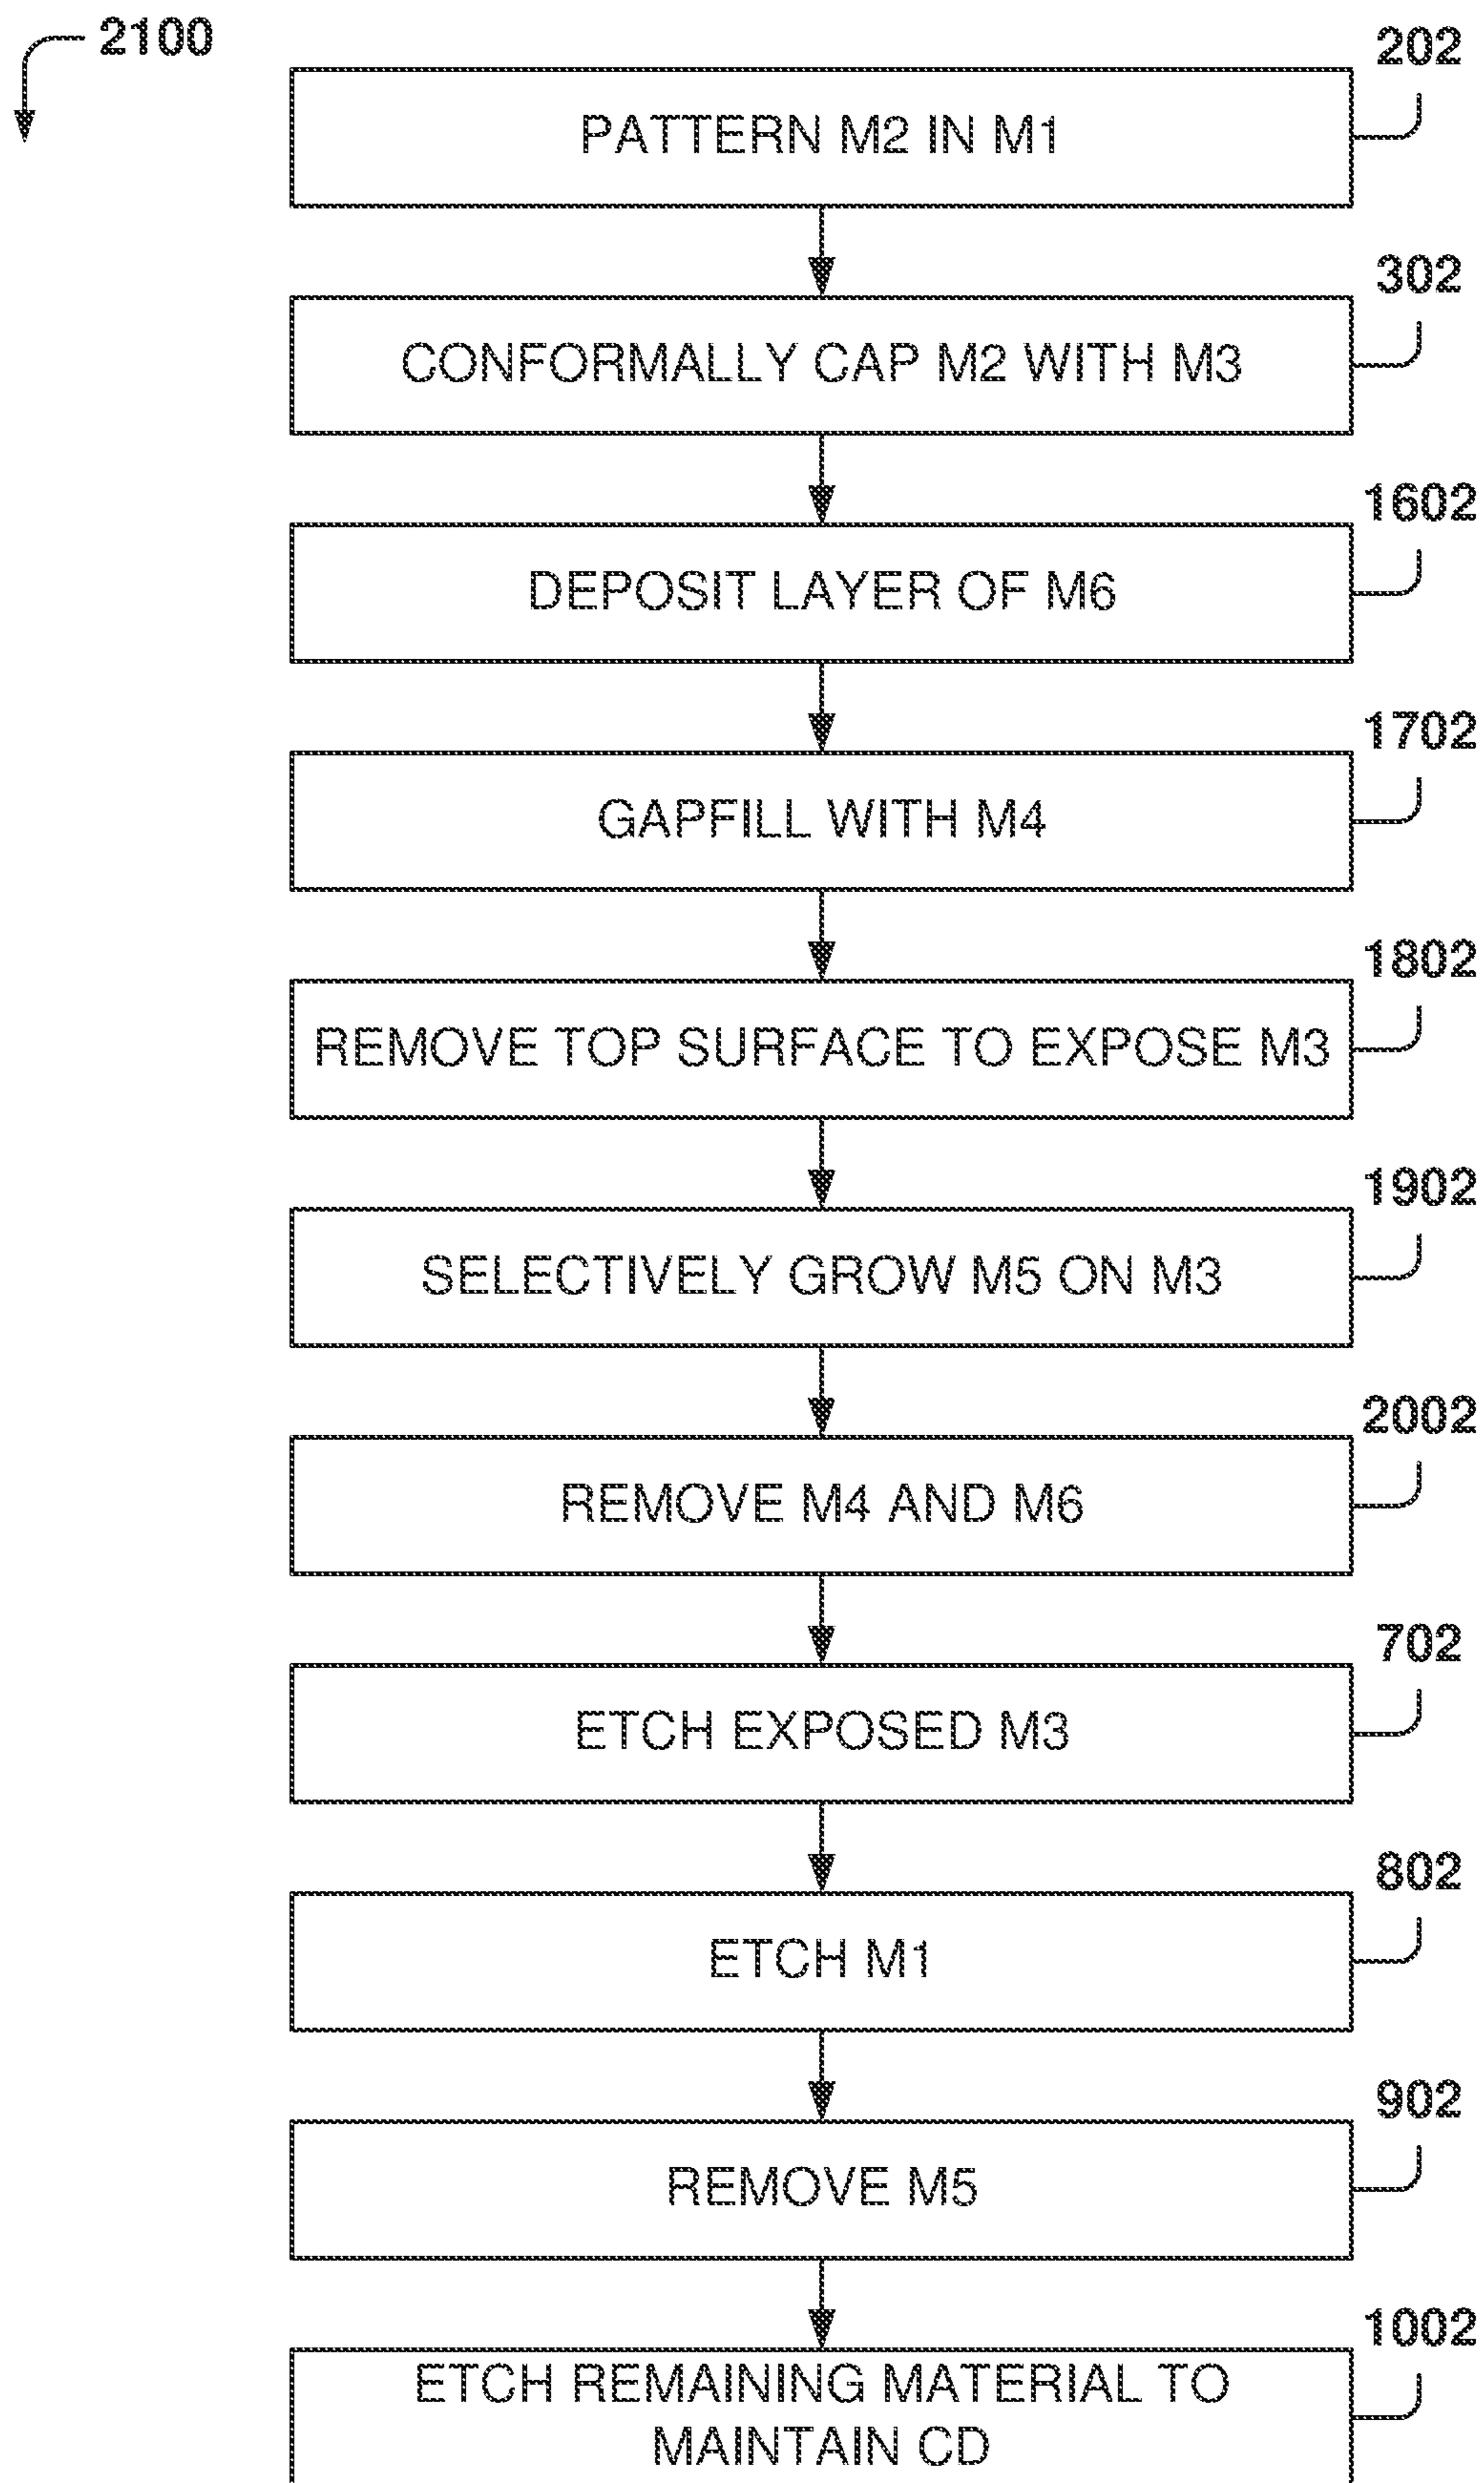 2100
202
PATTERN M2 IN M1
302
CONFORMALLY CAP M2 WITH M3
1602
DEPOSIT LAYER OF M6
1702
GAPFILL WITH M4
1802
REMOVE TOP SURFACE TO EXPOSE M3
1902
SELECTIVELY GROW M5 ON M3
2002
REMOVE M4 AND M6
702
ETCH EXPOSED M3
802
ETCH M1
902
REMOVE M5
1002
ETCH REMAINING MATERIAL TO
MAINTAIN CD